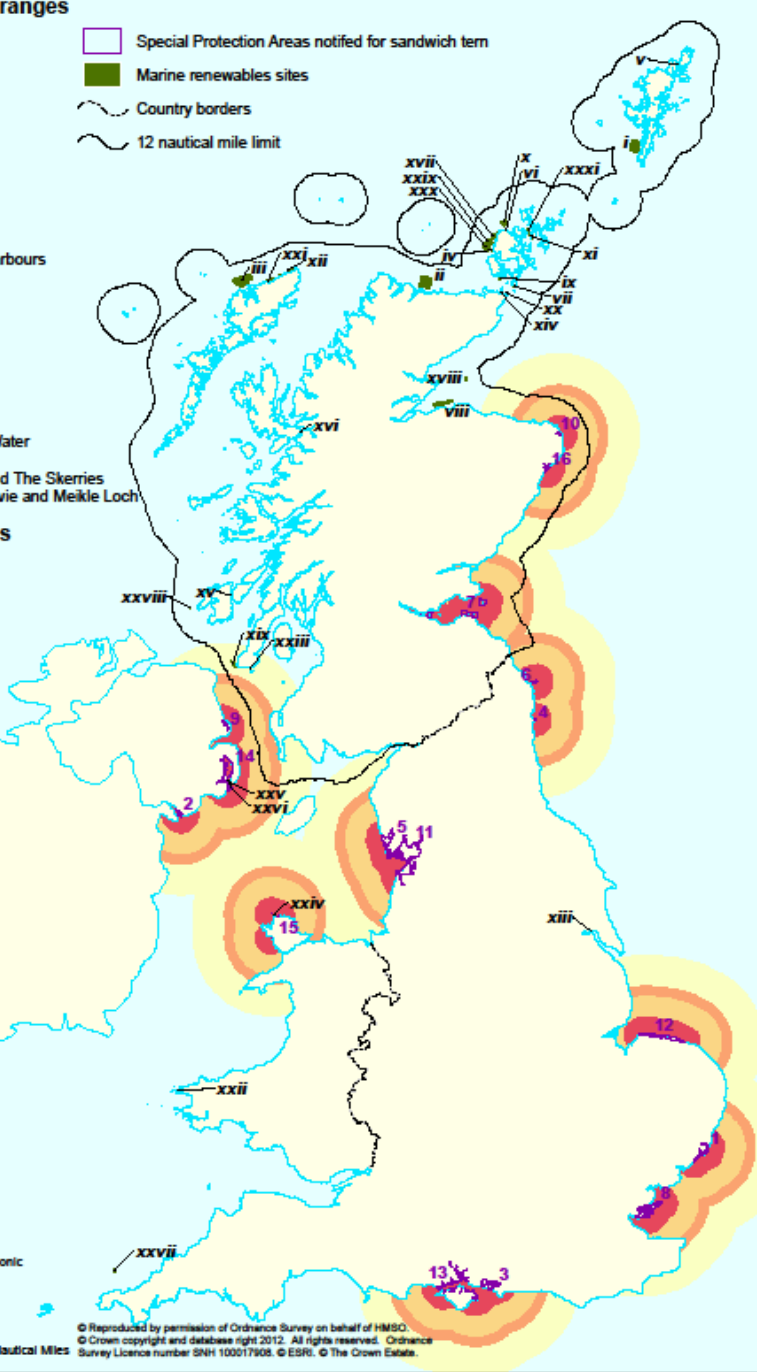 ranges
Special Protection Areas notifed for sandwich tern
Marine renewables sites
Country borders
12 nautical mile limit
v
i
xvii
xxix
xxx
x
vi
xxxi
iv
xi
rbours
iii
xxi
xii
ii
ix
vii
xx
xiv
xviii
viii
10
16
xvi
Water
d The Skerries
vie and Meikle Loch
s
xxviii
xv
7
xix
xxiii
6
4
9
14
xxv
xxvi
2
5
11
xxiv
15
xiii
12
xxii
1
8
xxvii
onic
13
3
© Reproduced by permission of Ordnance Survey on behalf of HMSO.
© Crown copyright and database right 2012. All rights reserved. Ordnance
Nautical Miles Survey Licence number SNH 100017908. © ESRI. © The Crown Estate.